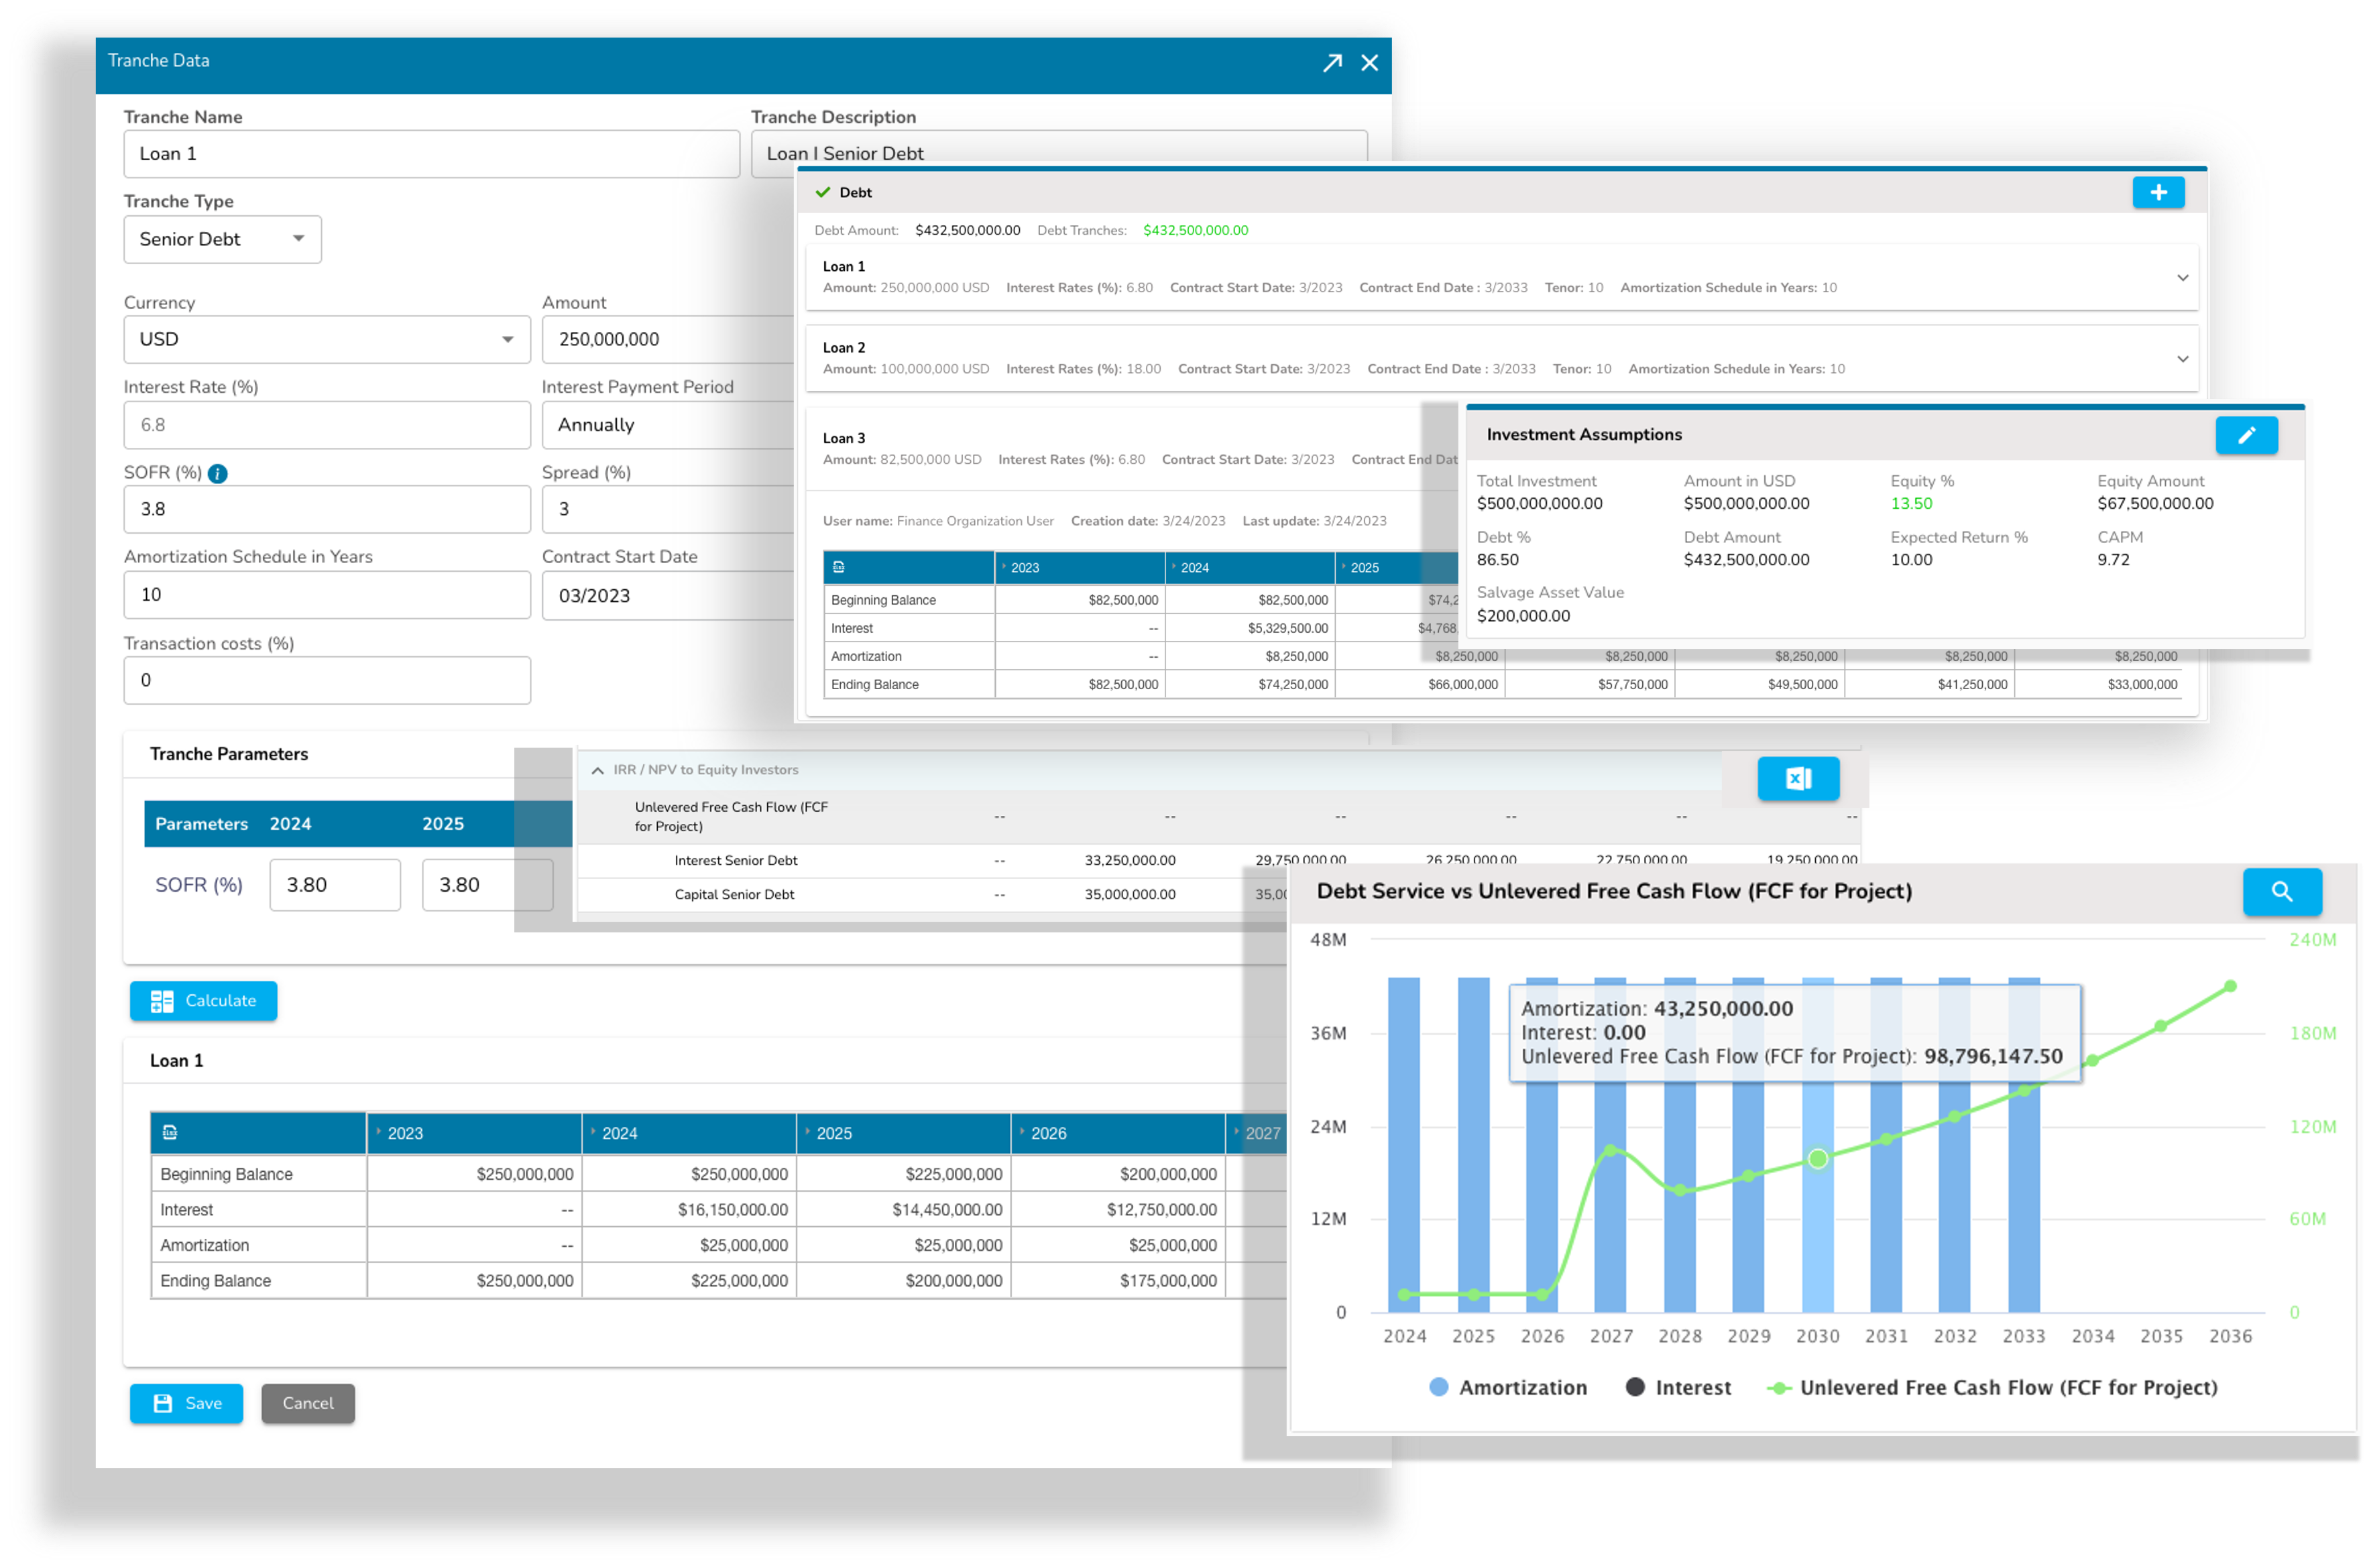 Tranche Data
Tranche Name
Tranche Description
Loan 1
Loan I Senior Debt
Tranche Type
Senior Debt
Currency
Amount
USD
250,000,000
Interest Rate (%)
Interest Payment Period
6.8
Annually
SOFR (%) i
Spread (%)
3.8
3
Amortization Schedule in Years
Contract Start Date
10
03/2023
Transaction costs (%)
0
Tranche Parameters
Parameters 2024 2025
SOFR (%) 3.80 3.80
Calculate
Loan 1
2023 2024 2025 2026 2027
Beginning Balance $250,000,000 $250,000,000 $225,000,000 $200,000,000
Interest -- $16,150,000.00 $14,450,000.00 $12,750,000.00
Amortization -- $25,000,000 $25,000,000 $25,000,000
Ending Balance $250,000,000 $225,000,000 $200,000,000 $175,000,000
Save Cancel
Debt
Debt Amount: $432,500,000.00 Debt Tranches: $432,500,000.00
Loan 1
Amount: 250,000,000 USD Interest Rates (%): 6.80 Contract Start Date: 3/2023 Contract End Date : 3/2033 Tenor: 10 Amortization Schedule in Years: 10
Loan 2
Amount: 100,000,000 USD Interest Rates (%): 18.00 Contract Start Date: 3/2023 Contract End Date : 3/2033 Tenor: 10 Amortization Schedule in Years: 10
Loan 3
Amount: 82,500,000 USD Interest Rates (%): 6.80 Contract Start Date: 3/2023 Contract End Dat
User name: Finance Organization User Creation date: 3/24/2023 Last update: 3/24/2023
2023 2024 2025
Beginning Balance $82,500,000 $82,500,000 $74,2
Interest -- $5,329,500.00 $4,768,
Amortization -- $8,250,000 $8,250,000 $8,250,000 $8,250,000 $8,250,000 $8,250,000
Ending Balance $82,500,000 $74,250,000 $66,000,000 $57,750,000 $49,500,000 $41,250,000 $33,000,000
Investment Assumptions
Total Investment Amount in USD Equity % Equity Amount
$500,000,000.00 $500,000,000.00 13.50 $67,500,000.00
Debt % Debt Amount Expected Return % CAPM
86.50 $432,500,000.00 10.00 9.72
Salvage Asset Value
$200,000.00
IRR / NPV to Equity Investors
Unlevered Free Cash Flow (FCF
for Project) -- -- -- -- -- --
Interest Senior Debt -- 33,250,000.00 29,750,000.00 26,250,000.00 22,750,000.00 19,250,000.00
Capital Senior Debt -- 35,000,000.00 35,00
Debt Service vs Unlevered Free Cash Flow (FCF for Project)
48M 240M
Amortization: 43,250,000.00
Interest: 0.00
Unlevered Free Cash Flow (FCF for Project): 98,796,147.50
36M 180M
24M 120M
12M 60M
0 0
2024 2025 2026 2027 2028 2029 2030 2031 2032 2033 2034 2035 2036
Amortization Interest Unlevered Free Cash Flow (FCF for Project)